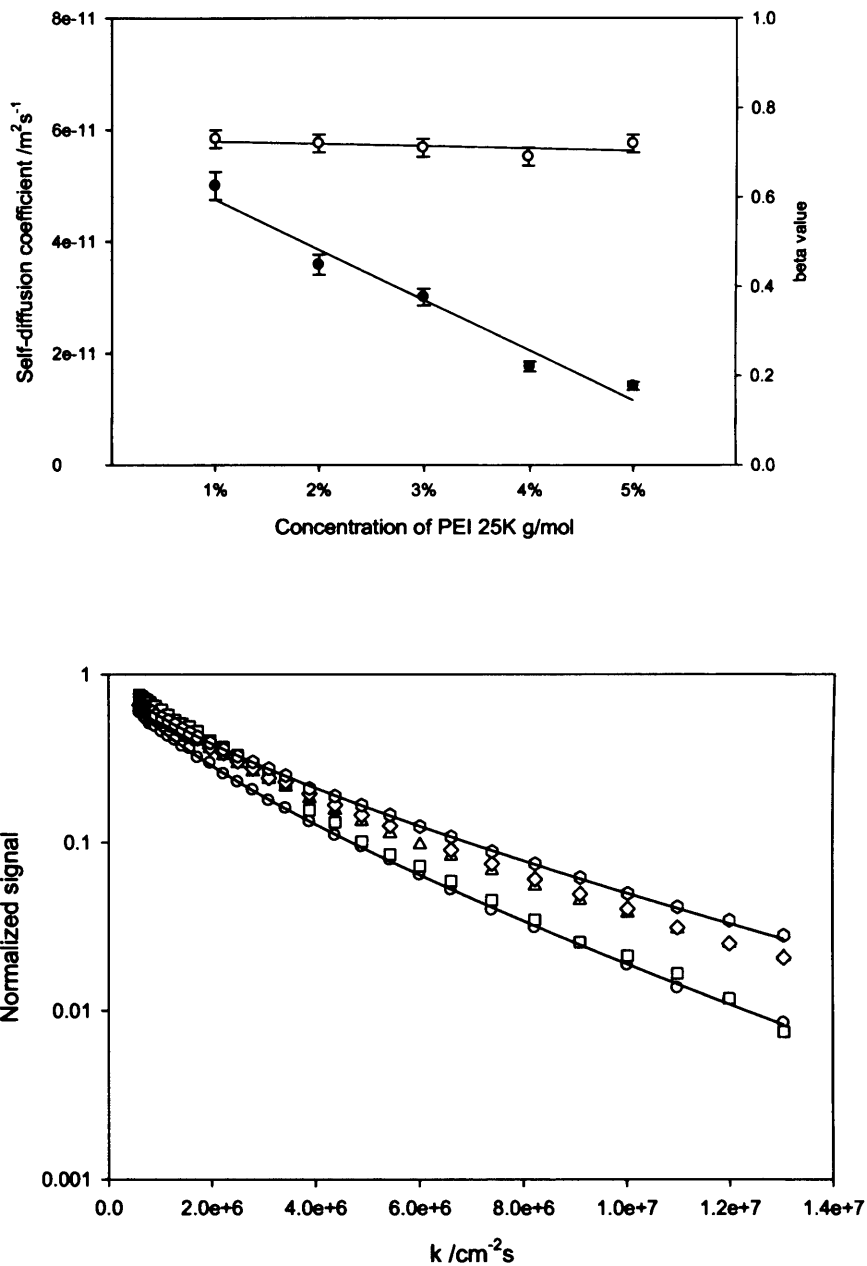 8e-11
6e-11
4e-11
2e-11
0
Self-diffusion coefficient /m²s⁻¹
1.0
0.8
0.6
0.4
0.2
0.0
beta value
1% 2% 3% 4% 5%
Concentration of PEI 25K g/mol
1
0.1
0.01
0.001
Normalized signal
0.0 2.0e+6 4.0e+6 6.0e+6 8.0e+6 1.0e+7 1.2e+7 1.4e+7
k /cm⁻²s